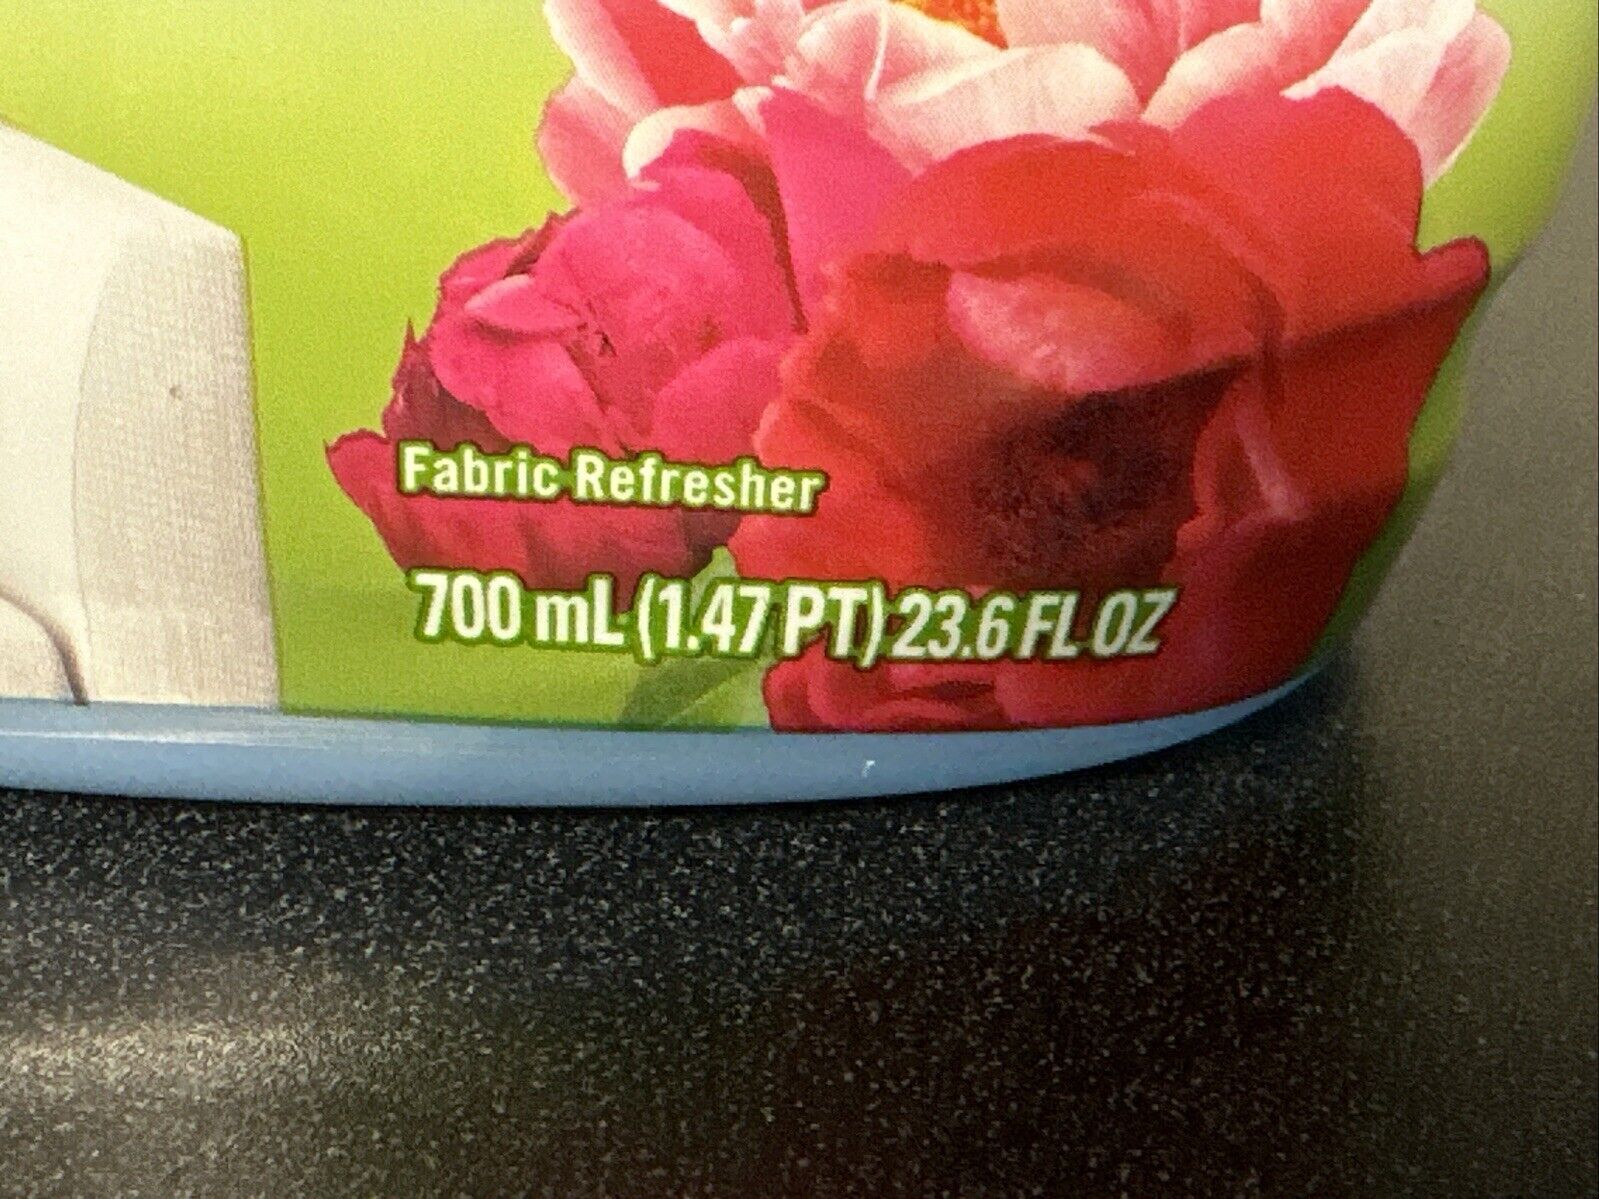 Fabric Refresher
700 mL (1.47 PT) 23.6 FL OZ